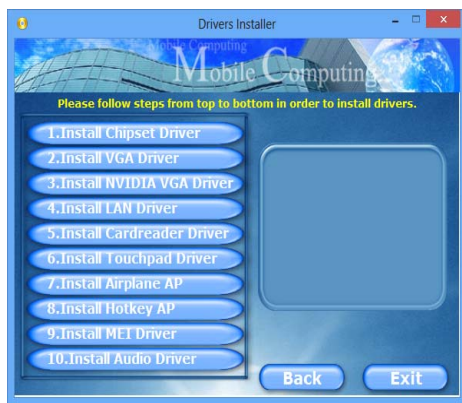 Drivers Installer
Mobile Computing
Mobile Computing
Please follow steps from top to bottom in order to install drivers.
1.Install Chipset Driver
2.Install VGA Driver
3.Install NVIDIA VGA Driver
4.Install LAN Driver
5.Install Cardreader Driver
6.Install Touchpad Driver
7.Install Airplane AP
8.Install Hotkey AP
9.Install MEI Driver
10.Install Audio Driver
Back
Exit